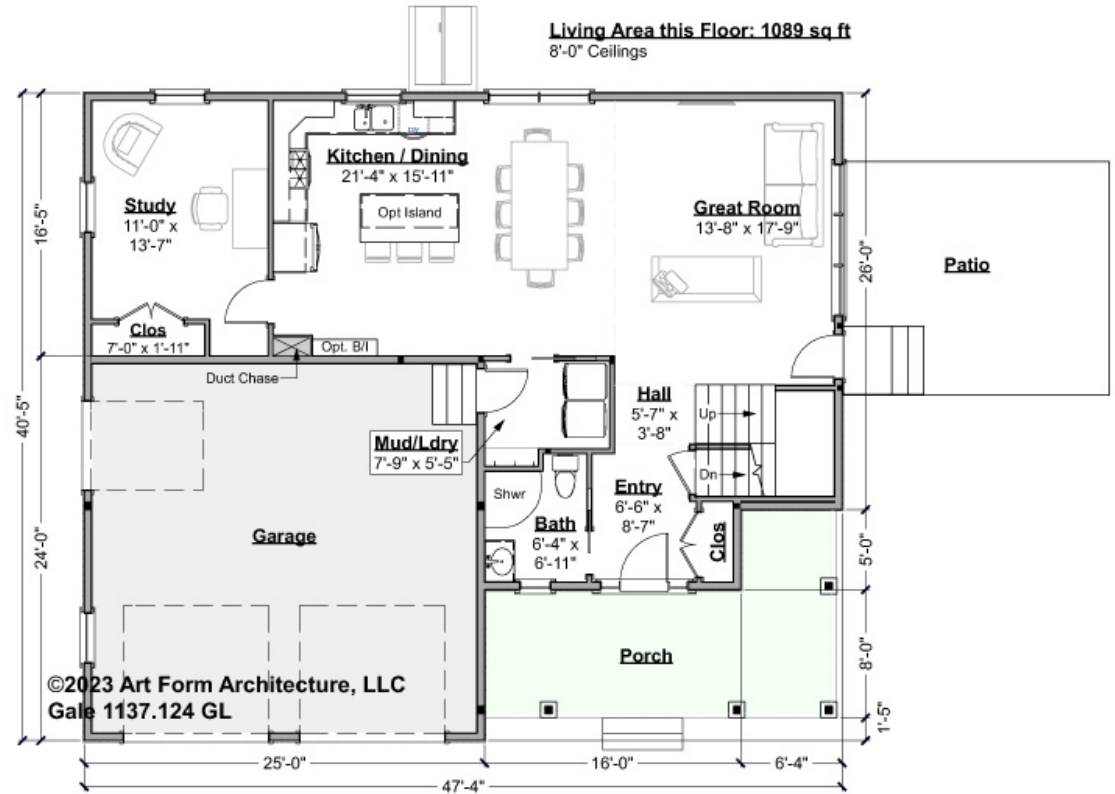 Living Area this Floor: 1089 sq ft
8'-0" Ceilings
Kitchen / Dining
21'-4" x 15'-11"
Study
11'-0" x
13'-7"
Opt Island
Great Room
13'-8" x 17'-9"
Patio
16'-5"
26'-0"
Clos
7'-0" x 1'-11"
Opt. B/I
Duct Chase
40'-5"
Hall
5'-7" x
3'-8"
Up
Mud/Ldry
7'-9" x 5'-5"
Dn
Shwr
Entry
6'-6" x
8'-7"
Bath
6'-4" x
6'-11"
Clos
Garage
24'-0"
5'-0"
Porch
8'-0"
©2023 Art Form Architecture, LLC
Gale 1137.124 GL
1'-5"
25'-0"
16'-0"
6'-4"
47'-4"